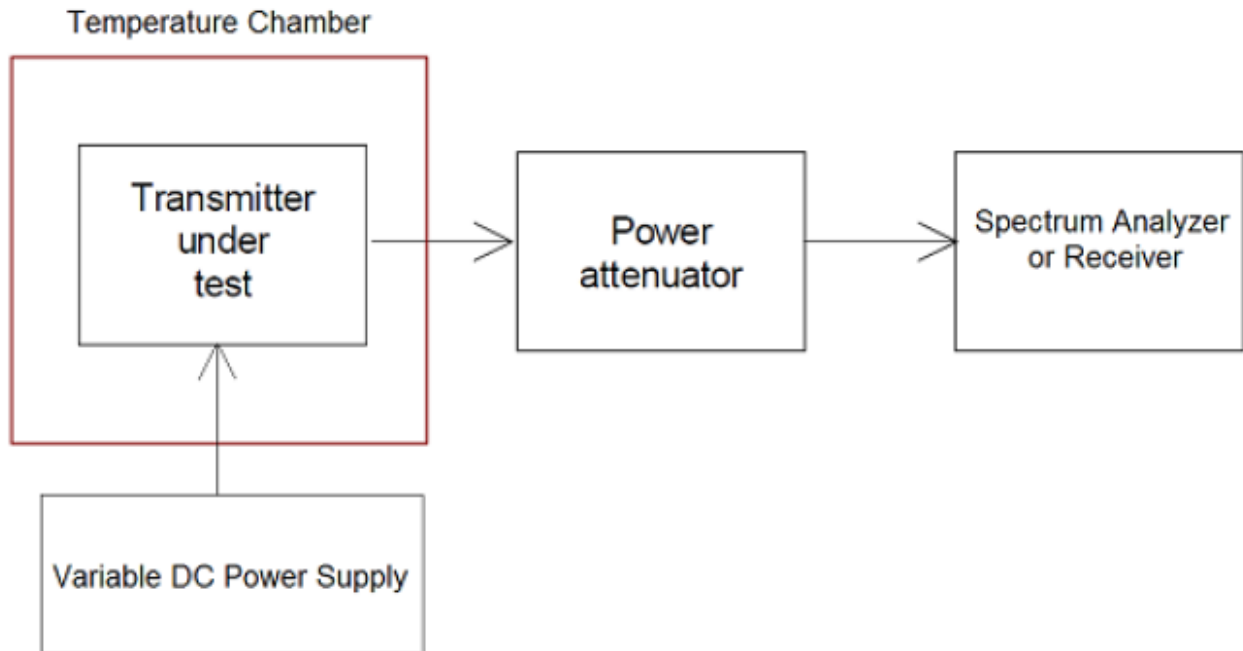 Temperature Chamber
Transmitter
under
test
Power
attenuator
Spectrum Analyzer
or Receiver
Variable DC Power Supply